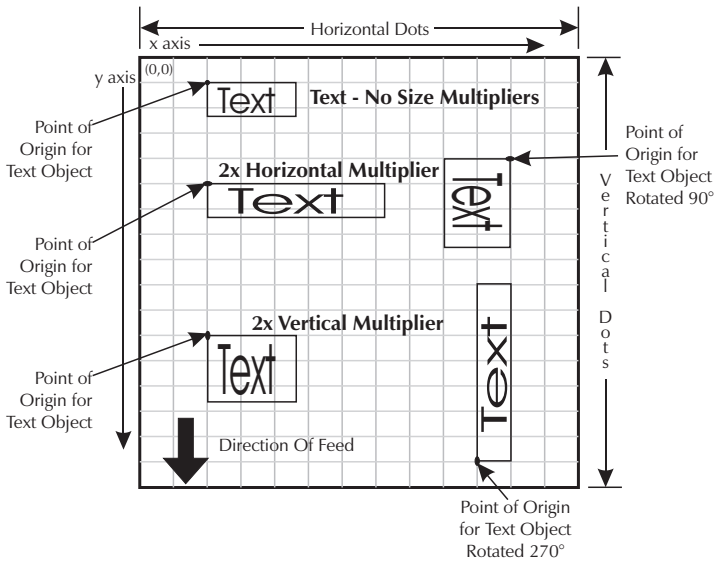 Horizontal Dots
x axis
y axis
(0,0)
Text
Text - No Size Multipliers
Point of
Origin for
Text Object
Point of
Origin for
Text Object
Rotated 90°
2x Horizontal Multiplier
Text
Text
Vertical Dots
Point of
Origin for
Text Object
2x Vertical Multiplier
Text
Text
Point of
Origin for
Text Object
Direction Of Feed
Point of Origin
for Text Object
Rotated 270°